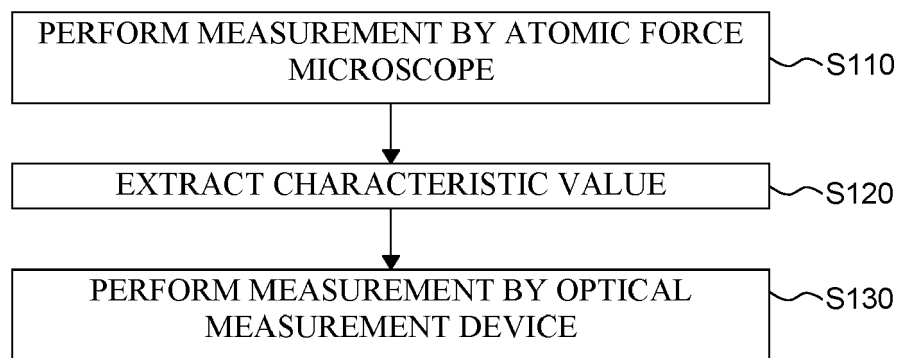 PERFORM MEASUREMENT BY ATOMIC FORCE
MICROSCOPE
S110
EXTRACT CHARACTERISTIC VALUE
S120
PERFORM MEASUREMENT BY OPTICAL
MEASUREMENT DEVICE
S130